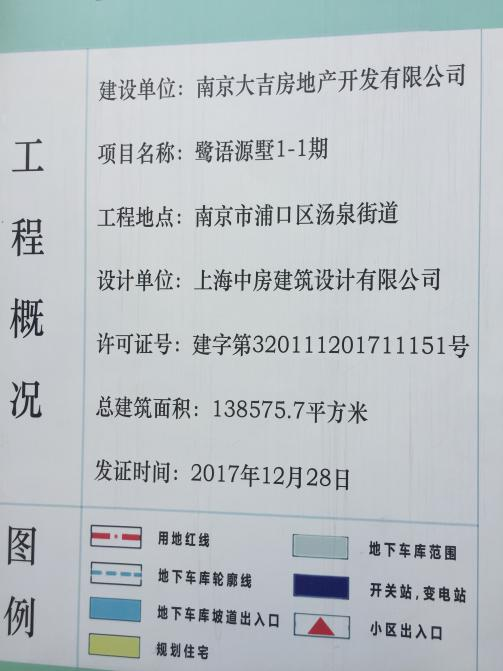 工程概况
建设单位：南京大吉房地产开发有限公司
项目名称：鹭语源墅1-1期
工程地点：南京市浦口区汤泉街道
设计单位：上海中房建筑设计有限公司
许可证号：建字第320111201711151号
总建筑面积：138575.7平方米
发证时间：2017年12月28日
图例
用地红线
地下车库轮廓线
地下车库坡道出入口
规划住宅
地下车库范围
开关站，变电站
小区出入口